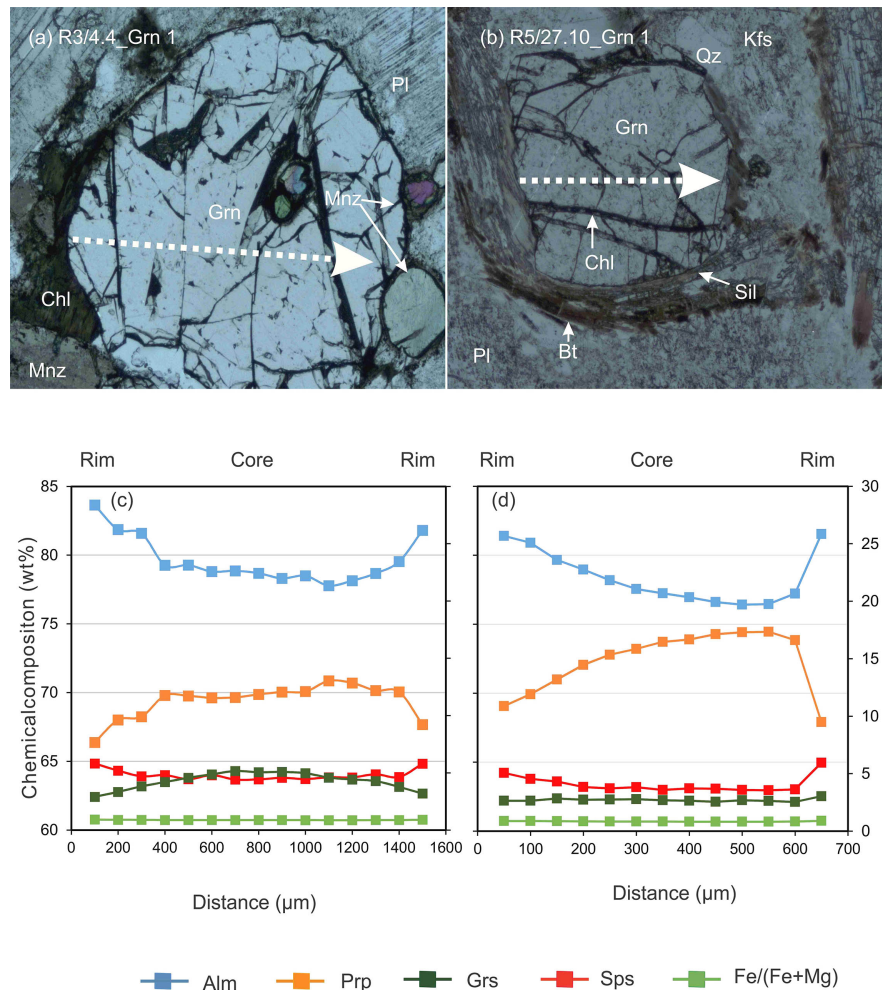 (a) R3/4.4_Grn 1
Pl
Grn
Mnz
Chl
Mnz
(b) R5/27.10_Grn 1
Kfs
Qz
Grn
Chl
Sil
Bt
Pl
Rim Core Rim
Rim Core Rim
Chemicalcompositon (wt%)
85
80
75
70
65
60
(c)
0 200 400 600 800 1000 1200 1400 1600
Distance (μm)
(d)
30
25
20
15
10
5
0
0 100 200 300 400 500 600 700
Distance (μm)
Alm Prp Grs Sps Fe/(Fe+Mg)